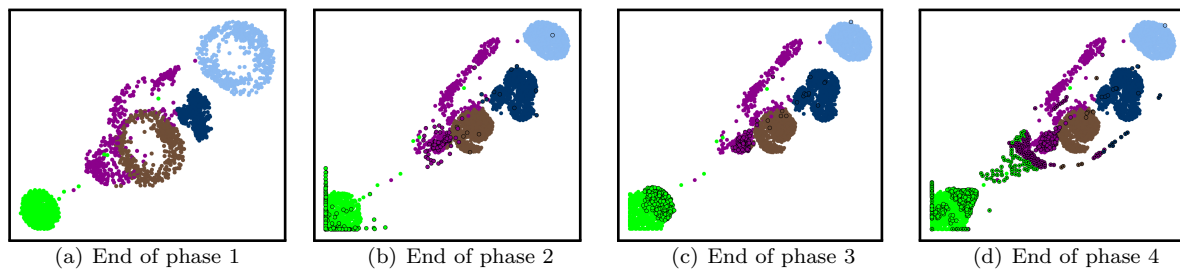 (a) End of phase 1
(b) End of phase 2
(c) End of phase 3
(d) End of phase 4